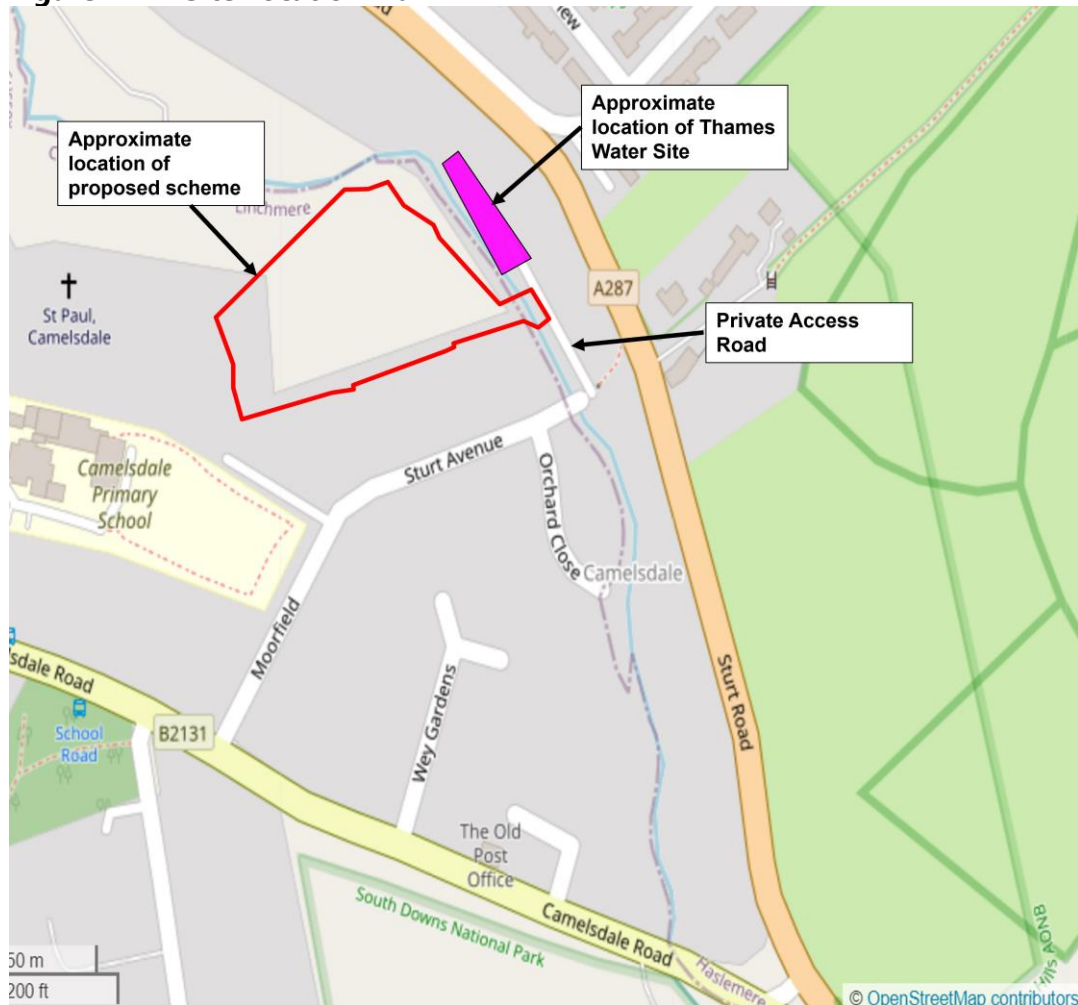 Approximate
location of
proposed scheme
Approximate
location of Thames
Water Site
Linchmere
A287
St Paul,
Camelsdale
Private Access
Road
Sturt Avenue
Camelsdale
Primary
School
Orchard Close
Camelsdale
Moorfield
Sturt Road
sdale Road
School
Road
B2131
Wey Gardens
The Old
Post
Office
South Downs National Park
Camelsdale Road
Haslemere
50 m
200 ft
© OpenStreetMap contributors